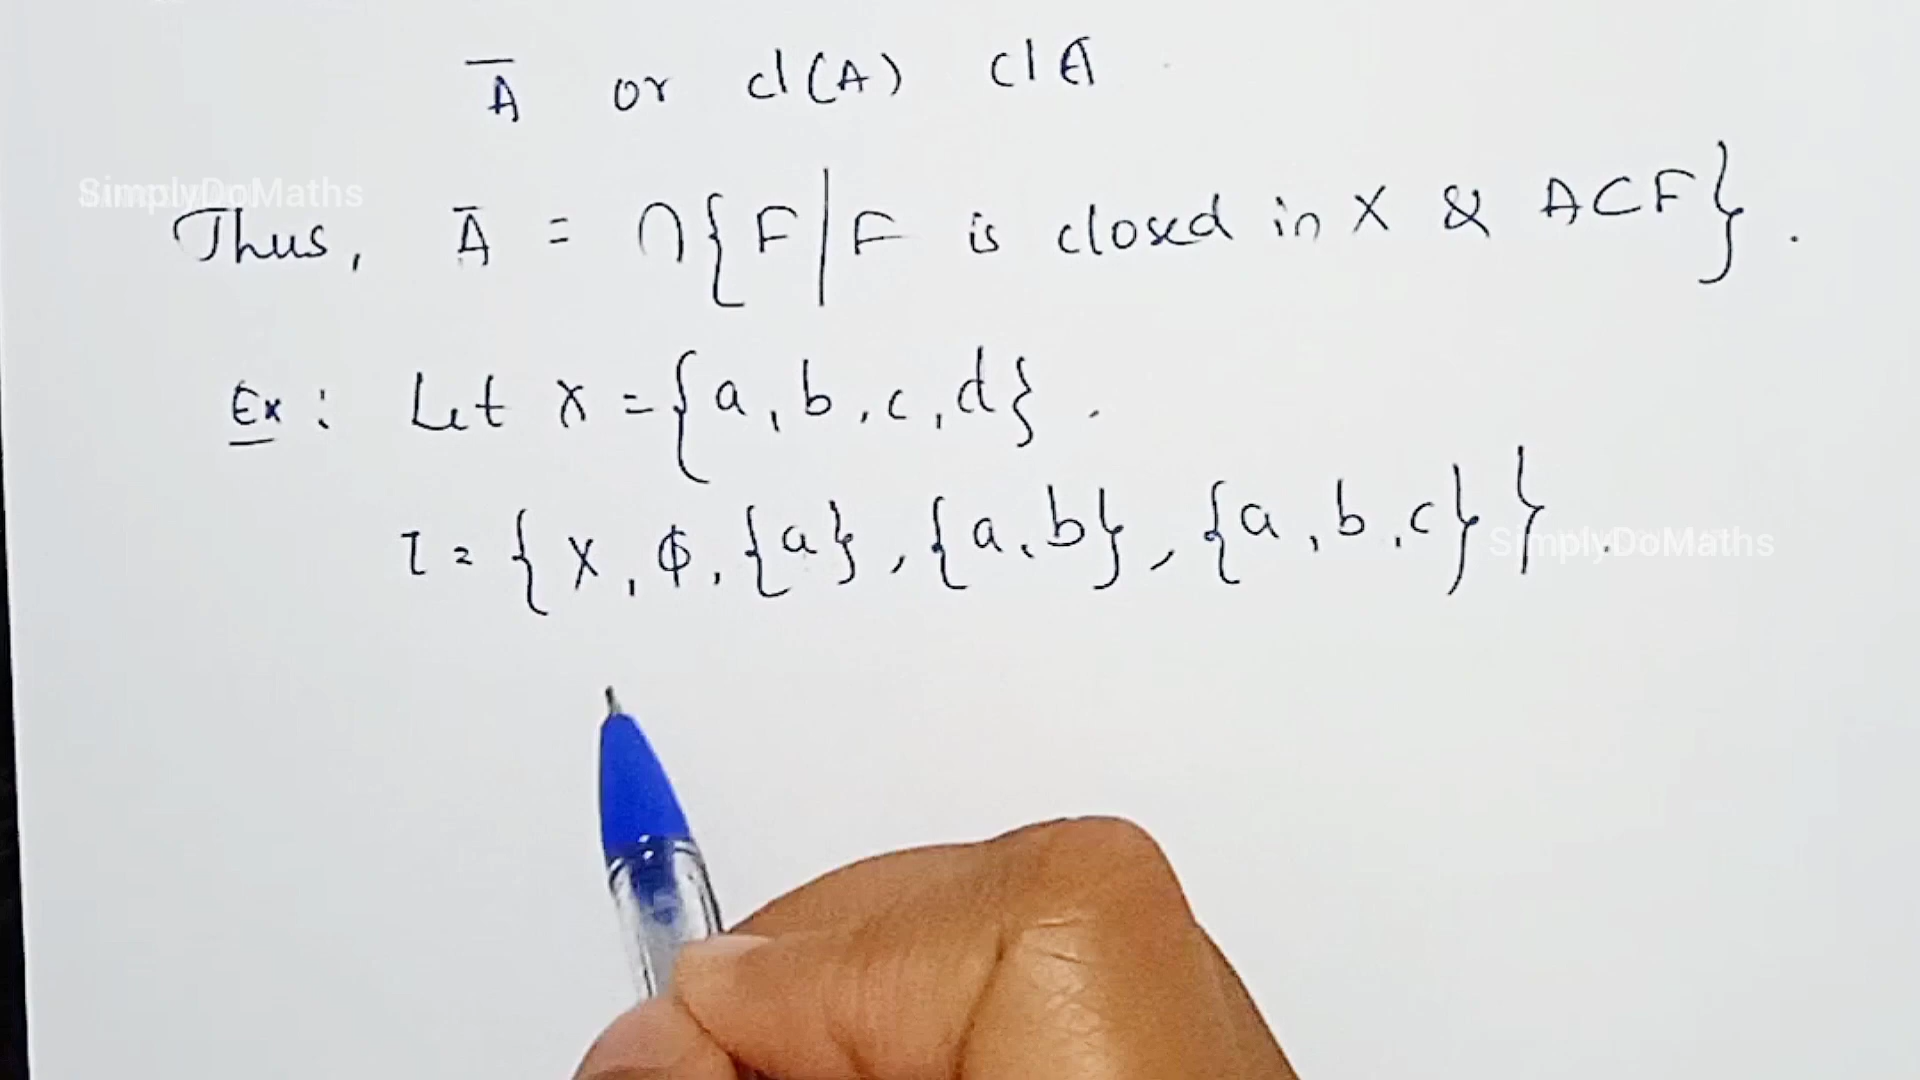 A̅ or cl(A) cl A
SimplyDoMaths
Thus, A̅ = ∩{F|F is closed in X & A⊂F}.
Ex: Let X = {a, b, c, d}.
τ = {X, ϕ, {a}, {a, b}, {a, b, c}}.
SimplyDoMaths